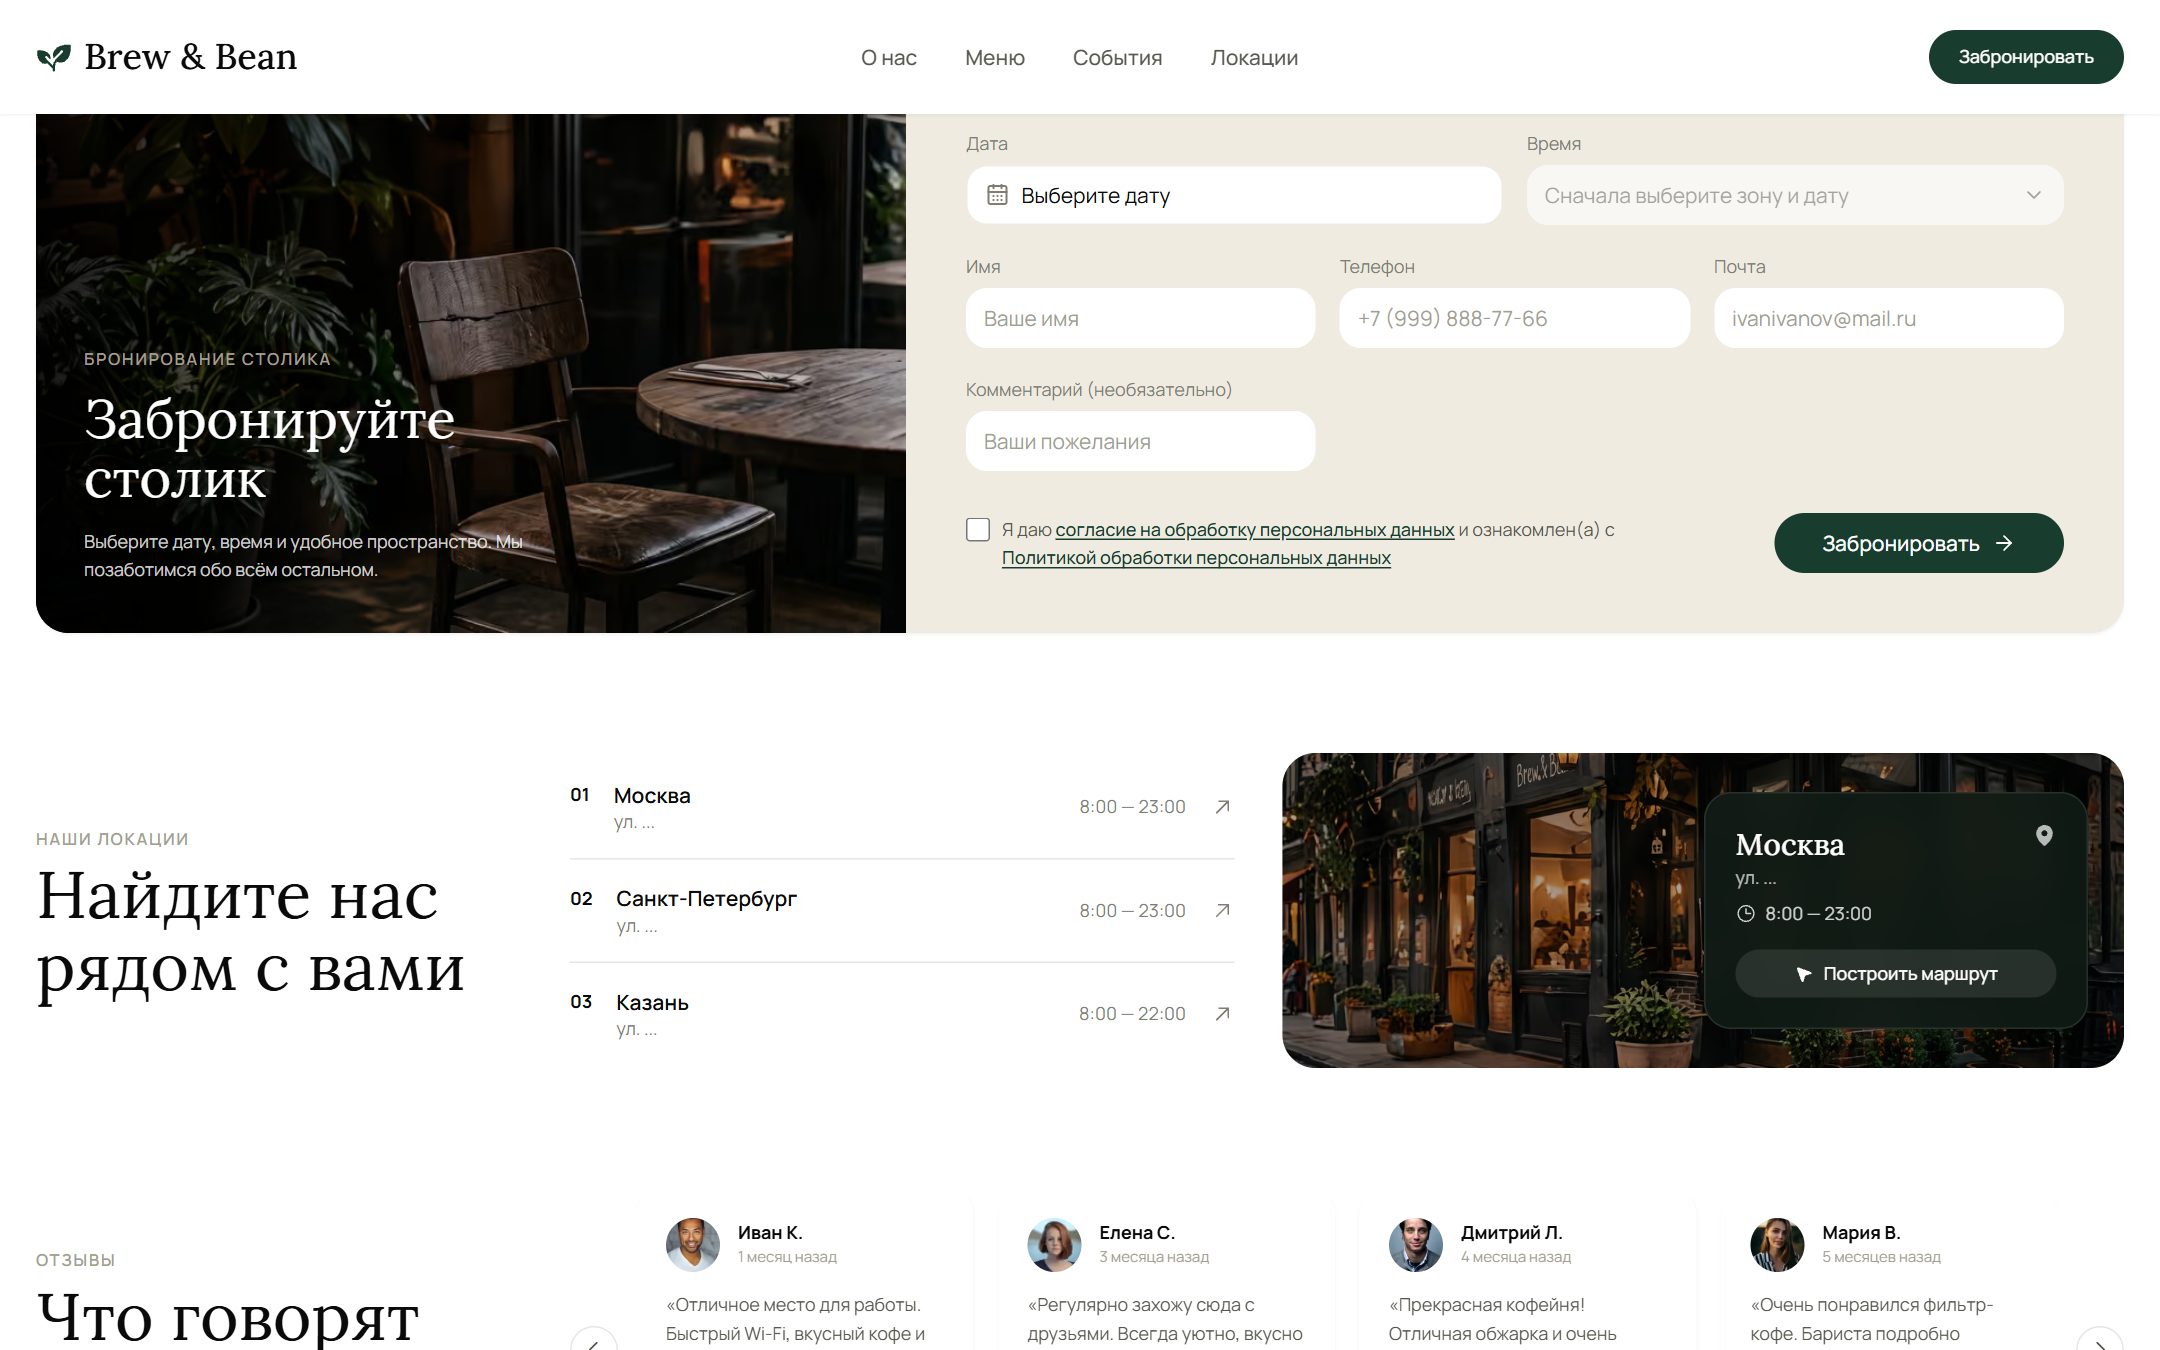 Brew & Bean
О нас
Меню
События
Локации
Забронировать
БРОНИРОВАНИЕ СТОЛИКА
Забронируйте
столик
Выберите дату, время и удобное пространство. Мы
позаботимся обо всём остальном.
Дата
Время
Выберите дату
Сначала выберите зону и дату
Имя
Телефон
Почта
Ваше имя
+7 (999) 888-77-66
ivanivanov@mail.ru
Комментарий (необязательно)
Ваши пожелания
Я даю согласие на обработку персональных данных и ознакомлен(а) с
Политикой обработки персональных данных
Забронировать
НАШИ ЛОКАЦИИ
Найдите нас
рядом с вами
01
Москва
ул. ...
8:00 — 23:00
02
Санкт-Петербург
ул. ...
8:00 — 23:00
03
Казань
ул. ...
8:00 — 22:00
Brew & Be
Москва
ул. ...
8:00 — 23:00
Построить маршрут
ОТЗЫВЫ
Что говорят
Иван К.
1 месяц назад
«Отличное место для работы.
Быстрый Wi-Fi, вкусный кофе и
Елена С.
3 месяца назад
«Регулярно захожу сюда с
друзьями. Всегда уютно, вкусно
Дмитрий Л.
4 месяца назад
«Прекрасная кофейня!
Отличная обжарка и очень
Мария В.
5 месяцев назад
«Очень понравился фильтр-
кофе. Бариста подробно